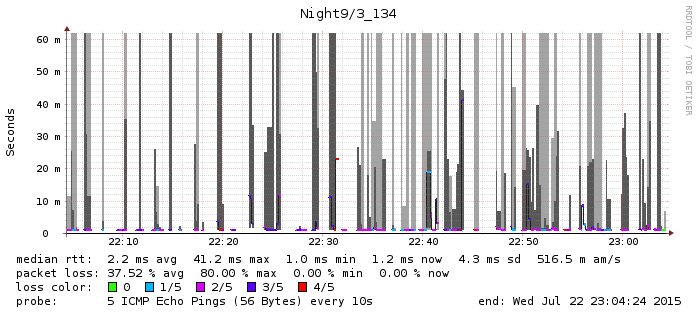 Night9/3_134
RRDTOOL / TOBI OETIKER
Seconds
60 m
50 m
40 m
30 m
20 m
10 m
0
22:10 22:20 22:30 22:40 22:50 23:00
median rtt: 2.2 ms avg 41.2 ms max 1.0 ms min 1.2 ms now 4.3 ms sd 516.5 m am/s
packet loss: 37.52 % avg 80.00 % max 0.00 % min 0.00 % now
loss color: 0 1/5 2/5 3/5 4/5
probe: 5 ICMP Echo Pings (56 Bytes) every 10s end: Wed Jul 22 23:04:24 2015